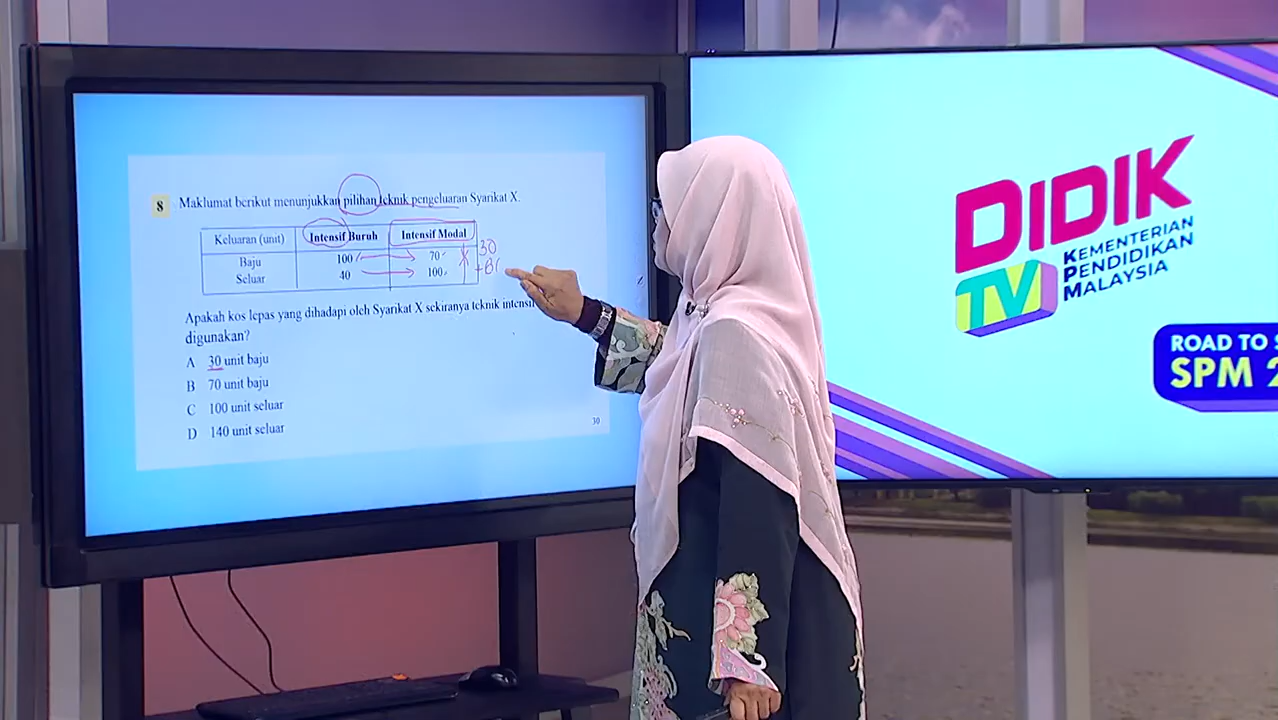 8 Maklumat berikut menunjukkan pilihan teknik pengeluaran Syarikat X.
Keluaran (unit) Intensif Buruh Intensif Modal
Baju 100 70 30
Seluar 40 100
Apakah kos lepas yang dihadapi oleh Syarikat X sekiranya teknik intensif
digunakan?
A 30 unit baju
B 70 unit baju
C 100 unit seluar
D 140 unit seluar
30
DIDIK
TV
KEMENTERIAN
PENDIDIKAN
MALAYSIA
ROAD TO
SPM 2